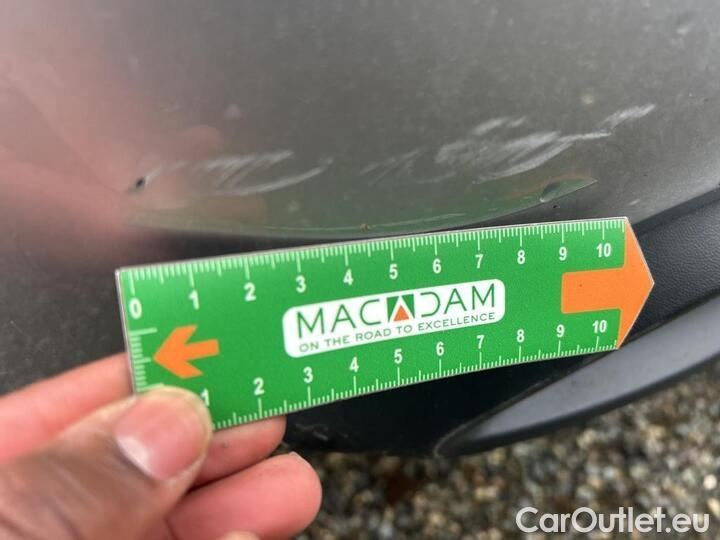 0 1 2 3 4 5 6 7 8 9 10
MACADAM
ON THE ROAD TO EXCELLENCE
1 2 3 4 5 6 7 8 9 10
CarOutlet.eu